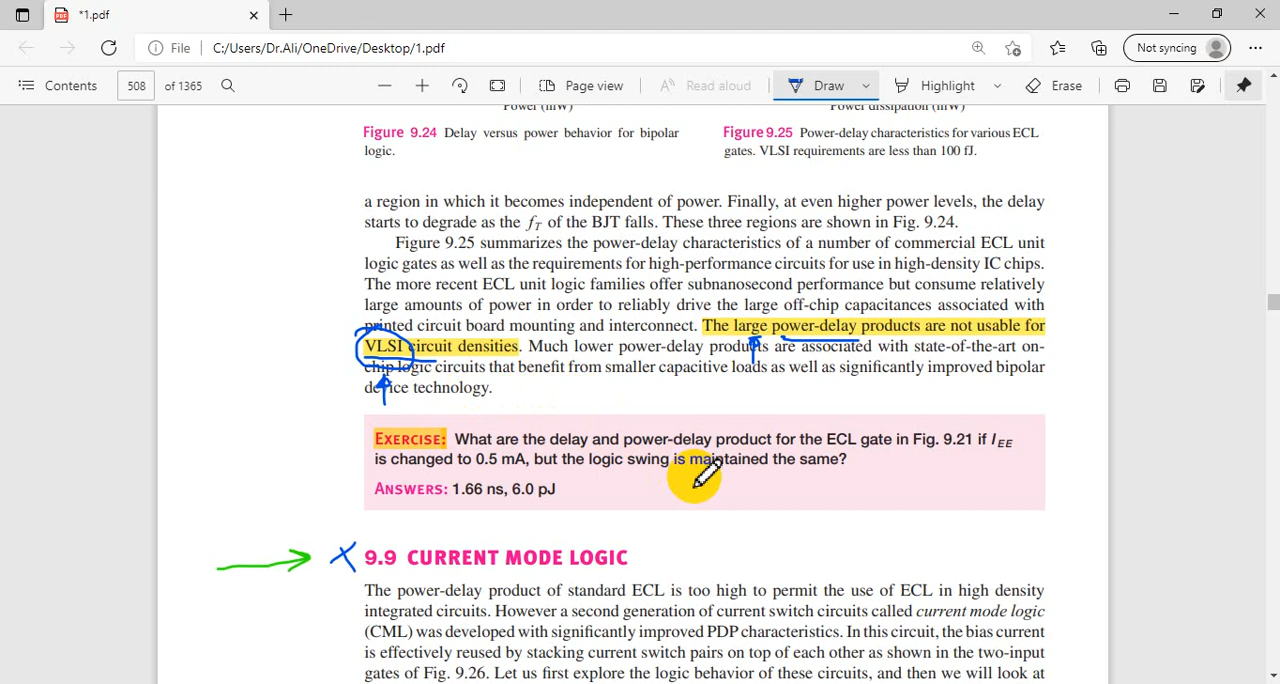 *1.pdf
File
C:/Users/Dr.Ali/OneDrive/Desktop/1.pdf
Not syncing
Contents
508
of 1365
Page view
Read aloud
Draw
Highlight
Erase
Power (mW)
Power dissipation (mW)
Figure 9.24 Delay versus power behavior for bipolar
logic.
Figure 9.25 Power-delay characteristics for various ECL
gates. VLSI requirements are less than 100 fJ.
a region in which it becomes independent of power. Finally, at even higher power levels, the delay
starts to degrade as the fT of the BJT falls. These three regions are shown in Fig. 9.24.
Figure 9.25 summarizes the power-delay characteristics of a number of commercial ECL unit
logic gates as well as the requirements for high-performance circuits for use in high-density IC chips.
The more recent ECL unit logic families offer subnanosecond performance but consume relatively
large amounts of power in order to reliably drive the large off-chip capacitances associated with
printed circuit board mounting and interconnect. The large power-delay products are not usable for
VLSI circuit densities. Much lower power-delay products are associated with state-of-the-art on-
chip logic circuits that benefit from smaller capacitive loads as well as significantly improved bipolar
device technology.
EXERCISE: What are the delay and power-delay product for the ECL gate in Fig. 9.21 if IEE
is changed to 0.5 mA, but the logic swing is maintained the same?
ANSWERS: 1.66 ns, 6.0 pJ
9.9 CURRENT MODE LOGIC
The power-delay product of standard ECL is too high to permit the use of ECL in high density
integrated circuits. However a second generation of current switch circuits called current mode logic
(CML) was developed with significantly improved PDP characteristics. In this circuit, the bias current
is effectively reused by stacking current switch pairs on top of each other as shown in the two-input
gates of Fig. 9.26. Let us first explore the logic behavior of these circuits, and then we will look at